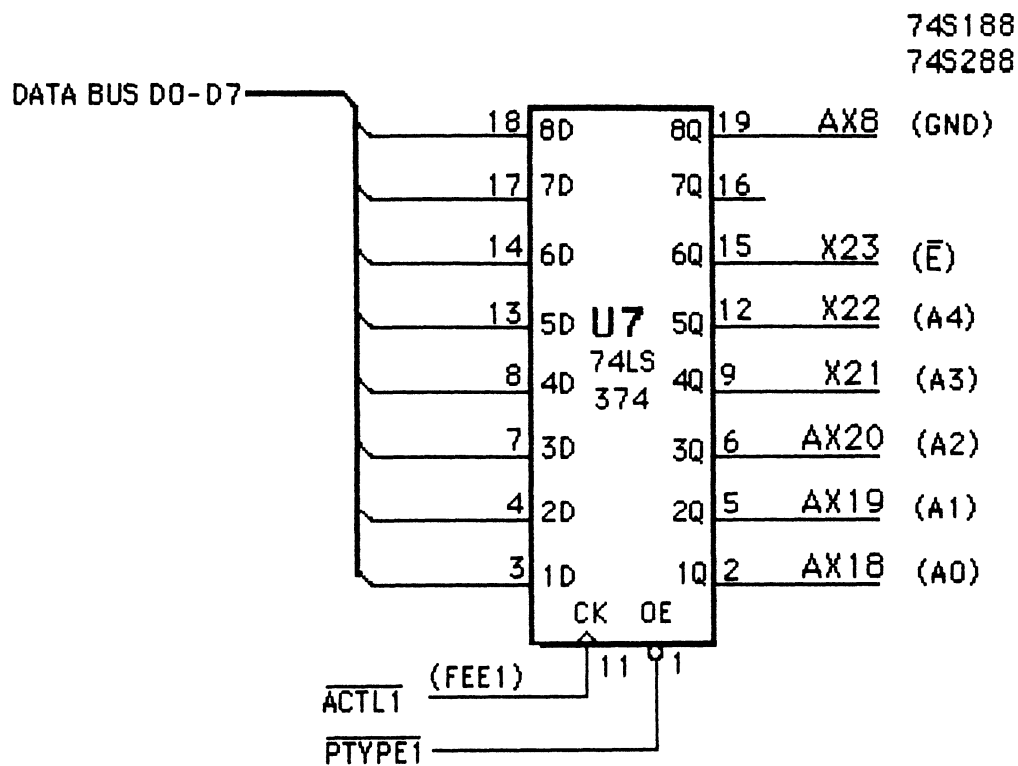 74S188
74S288
DATA BUS D0-D7
18 8D 8Q 19 AX8 (GND)
17 7D 7Q 16
14 6D 6Q 15 X23 (E̅)
13 5D U7 5Q 12 X22 (A4)
74LS
8 4D 4Q 9 X21 (A3)
374
7 3D 3Q 6 AX20 (A2)
4 2D 2Q 5 AX19 (A1)
3 1D 1Q 2 AX18 (A0)
CK OE
11 1
A̅C̅T̅L̅1̅ (FEE1)
P̅T̅Y̅P̅E̅1̅